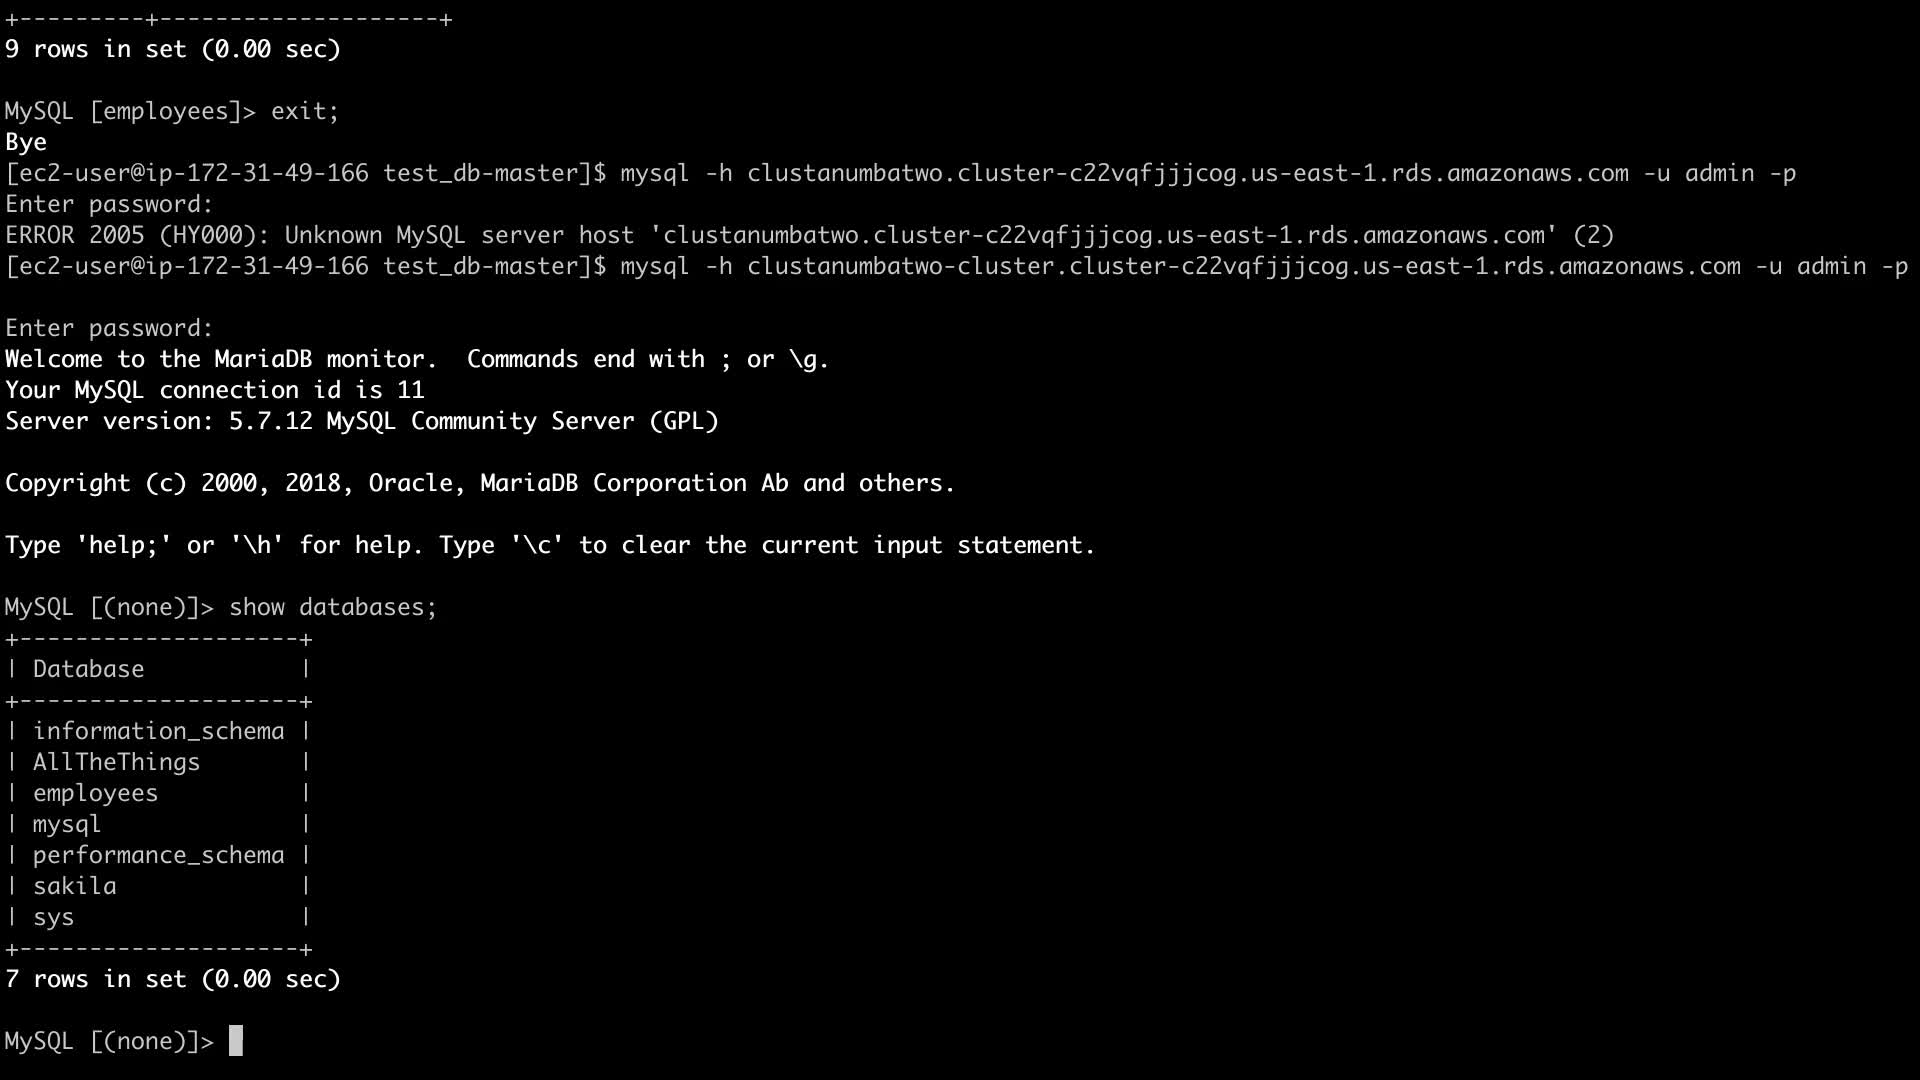 +---------+--------------------+
9 rows in set (0.00 sec)
MySQL [employees]> exit;
Bye
[ec2-user@ip-172-31-49-166 test_db-master]$ mysql -h clustanumbatwo.cluster-c22vqfjjjcog.us-east-1.rds.amazonaws.com -u admin -p
Enter password:
ERROR 2005 (HY000): Unknown MySQL server host 'clustanumbatwo.cluster-c22vqfjjjcog.us-east-1.rds.amazonaws.com' (2)
[ec2-user@ip-172-31-49-166 test_db-master]$ mysql -h clustanumbatwo-cluster.cluster-c22vqfjjjcog.us-east-1.rds.amazonaws.com -u admin -p
Enter password:
Welcome to the MariaDB monitor.  Commands end with ; or \g.
Your MySQL connection id is 11
Server version: 5.7.12 MySQL Community Server (GPL)
Copyright (c) 2000, 2018, Oracle, MariaDB Corporation Ab and others.
Type 'help;' or '\h' for help. Type '\c' to clear the current input statement.
MySQL [(none)]> show databases;
+--------------------+
| Database           |
+--------------------+
| information_schema |
| AllTheThings       |
| employees          |
| mysql              |
| performance_schema |
| sakila             |
| sys                |
+--------------------+
7 rows in set (0.00 sec)
MySQL [(none)]>